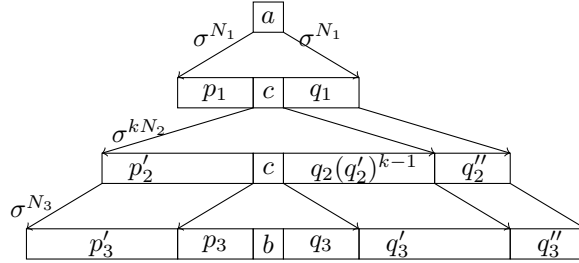 a
σ^{N_1} σ^{N_1}
p_1 c q_1
σ^{kN_2}
p'_2 c q_2(q'_2)^{k-1} q''_2
σ^{N_3}
p'_3 p_3 b q_3 q'_3 q''_3